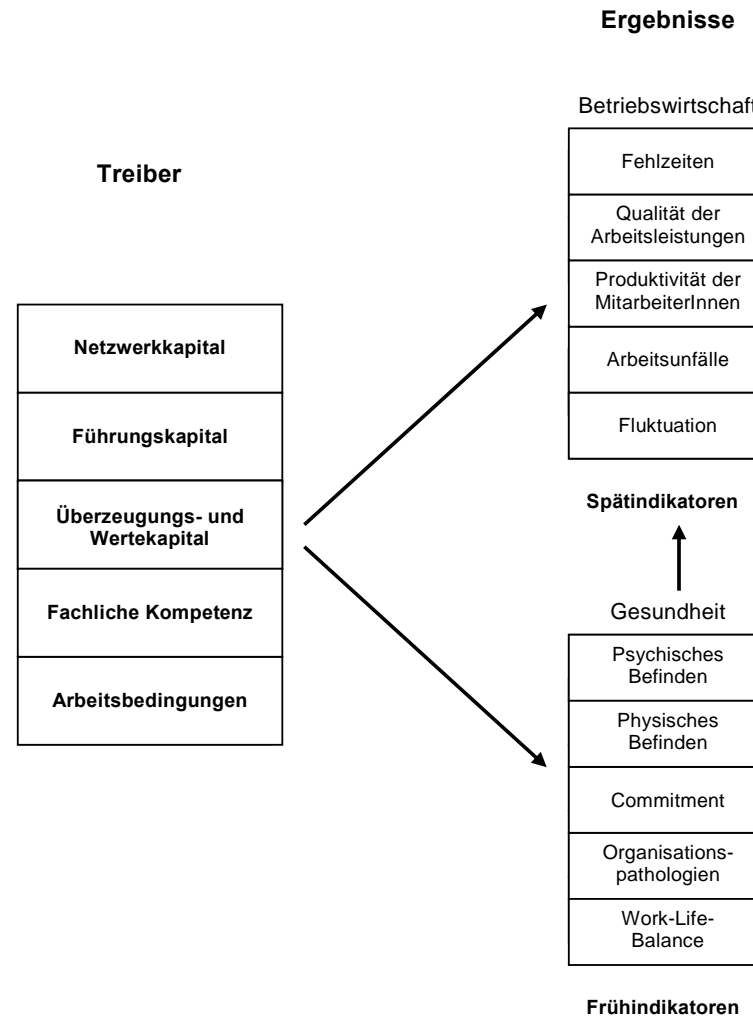 Ergebnisse
Betriebswirtschaft
Treiber
Fehlzeiten
Qualität der
Arbeitsleistungen
Produktivität der
MitarbeiterInnen
Arbeitsunfälle
Fluktuation
Spätindikatoren
Netzwerkkapital
Führungskapital
Überzeugungs- und
Wertekapital
Fachliche Kompetenz
Arbeitsbedingungen
Gesundheit
Psychisches
Befinden
Physisches
Befinden
Commitment
Organisations-
pathologien
Work-Life-
Balance
Frühindikatoren